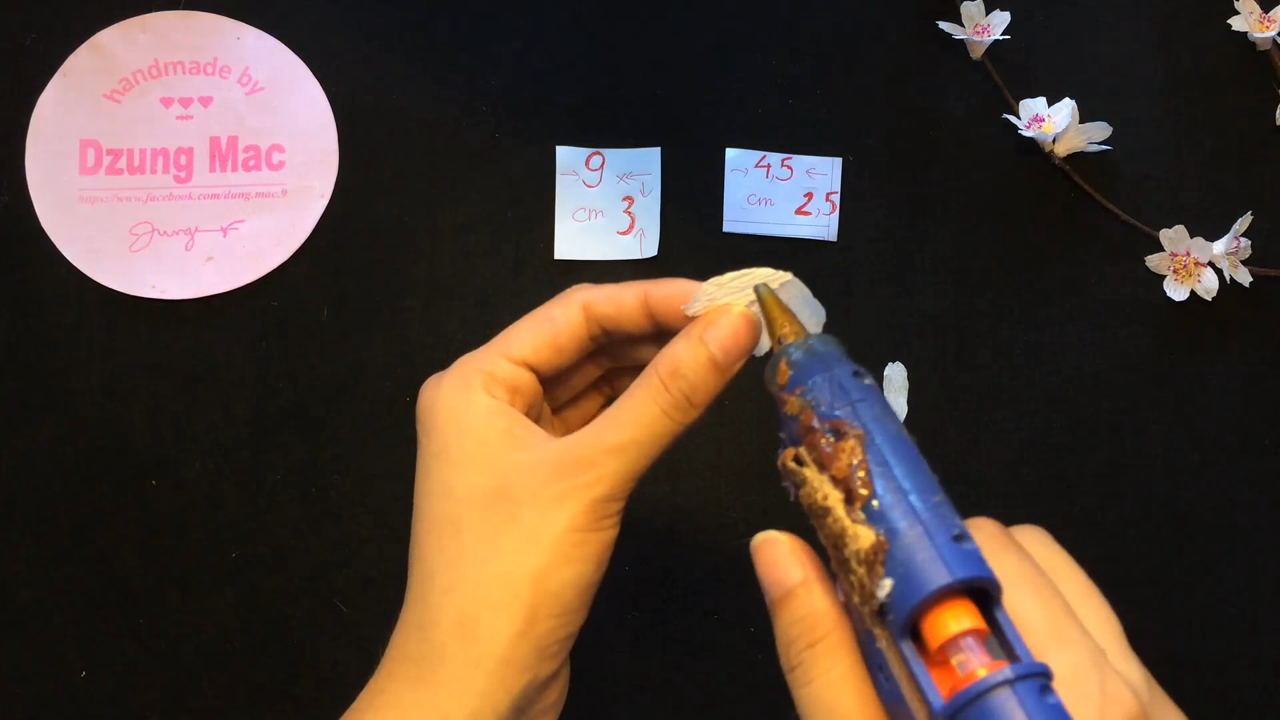 handmade by
Dzung Mac
https://www.facebook.com/dung.mac.9
9 x
cm 3
4,5
cm 2,5